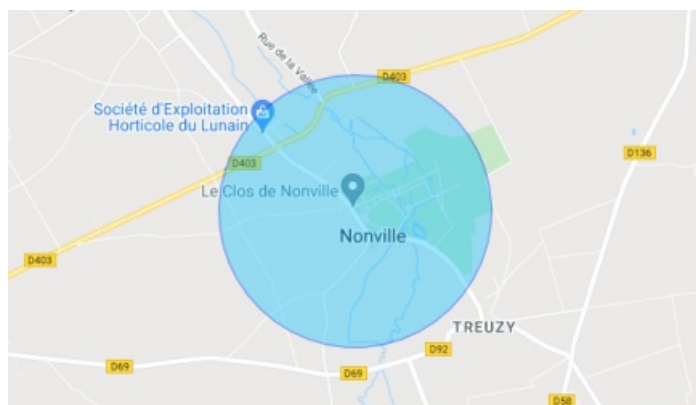 Rue de la Vallée
D403
Société d'Exploitation
Horticole du Lunain
D403
D136
Le Clos de Nonville
Nonville
D403
TREUZY
D92
D69
D69
D58